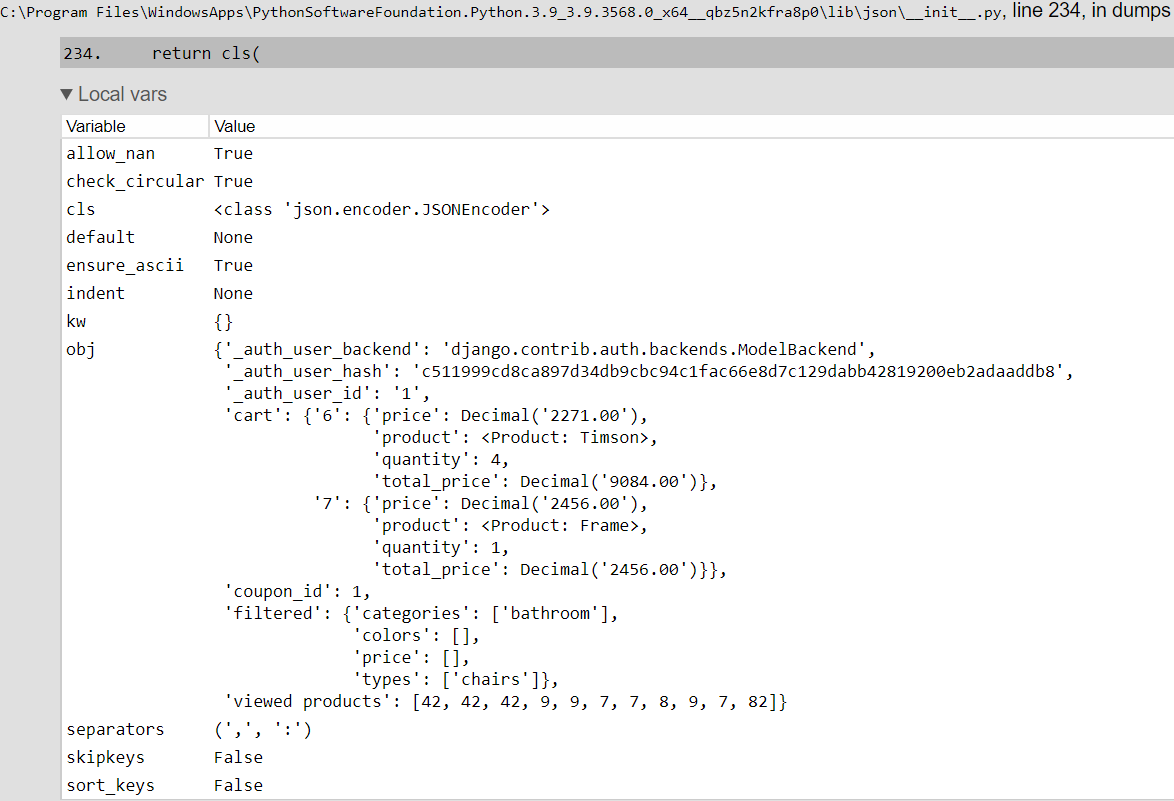 C:\Program Files\WindowsApps\PythonSoftwareFoundation.Python.3.9_3.9.3568.0_x64__qbz5n2kfra8p0\lib\json\__init__.py, line 234, in dumps
234. return cls(
▼ Local vars
Variable Value
allow_nan True
check_circular True
cls <class 'json.encoder.JSONEncoder'>
default None
ensure_ascii True
indent None
kw {}
obj {'_auth_user_backend': 'django.contrib.auth.backends.ModelBackend',
'_auth_user_hash': 'c511999cd8ca897d34db9cbc94c1fac66e8d7c129dabb42819200eb2adaaddb8',
'_auth_user_id': '1',
'cart': {'6': {'price': Decimal('2271.00'),
'product': <Product: Timson>,
'quantity': 4,
'total_price': Decimal('9084.00')},
'7': {'price': Decimal('2456.00'),
'product': <Product: Frame>,
'quantity': 1,
'total_price': Decimal('2456.00')}},
'coupon_id': 1,
'filtered': {'categories': ['bathroom'],
'colors': [],
'price': [],
'types': ['chairs']},
'viewed products': [42, 42, 42, 9, 9, 7, 7, 8, 9, 7, 82]}
separators (',', ':')
skipkeys False
sort_keys False